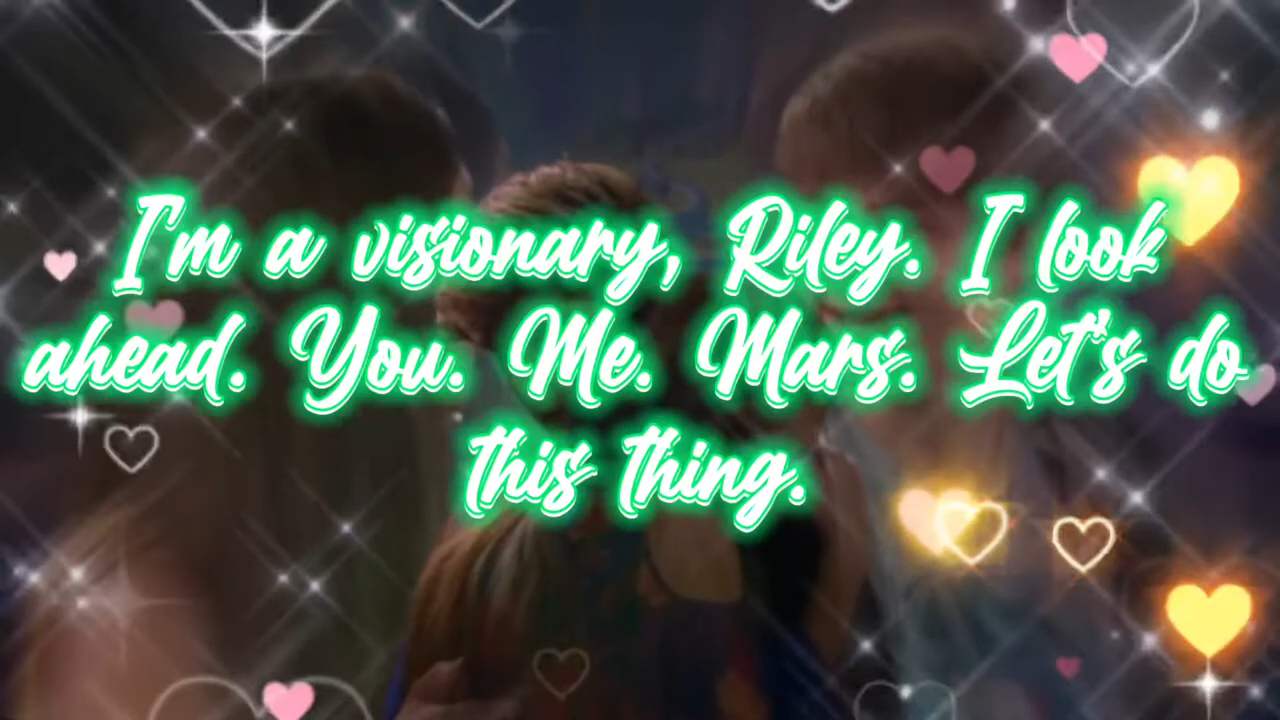 I'm a visionary, Riley. I look
ahead. You. Me. Mars. Let's do
this thing.